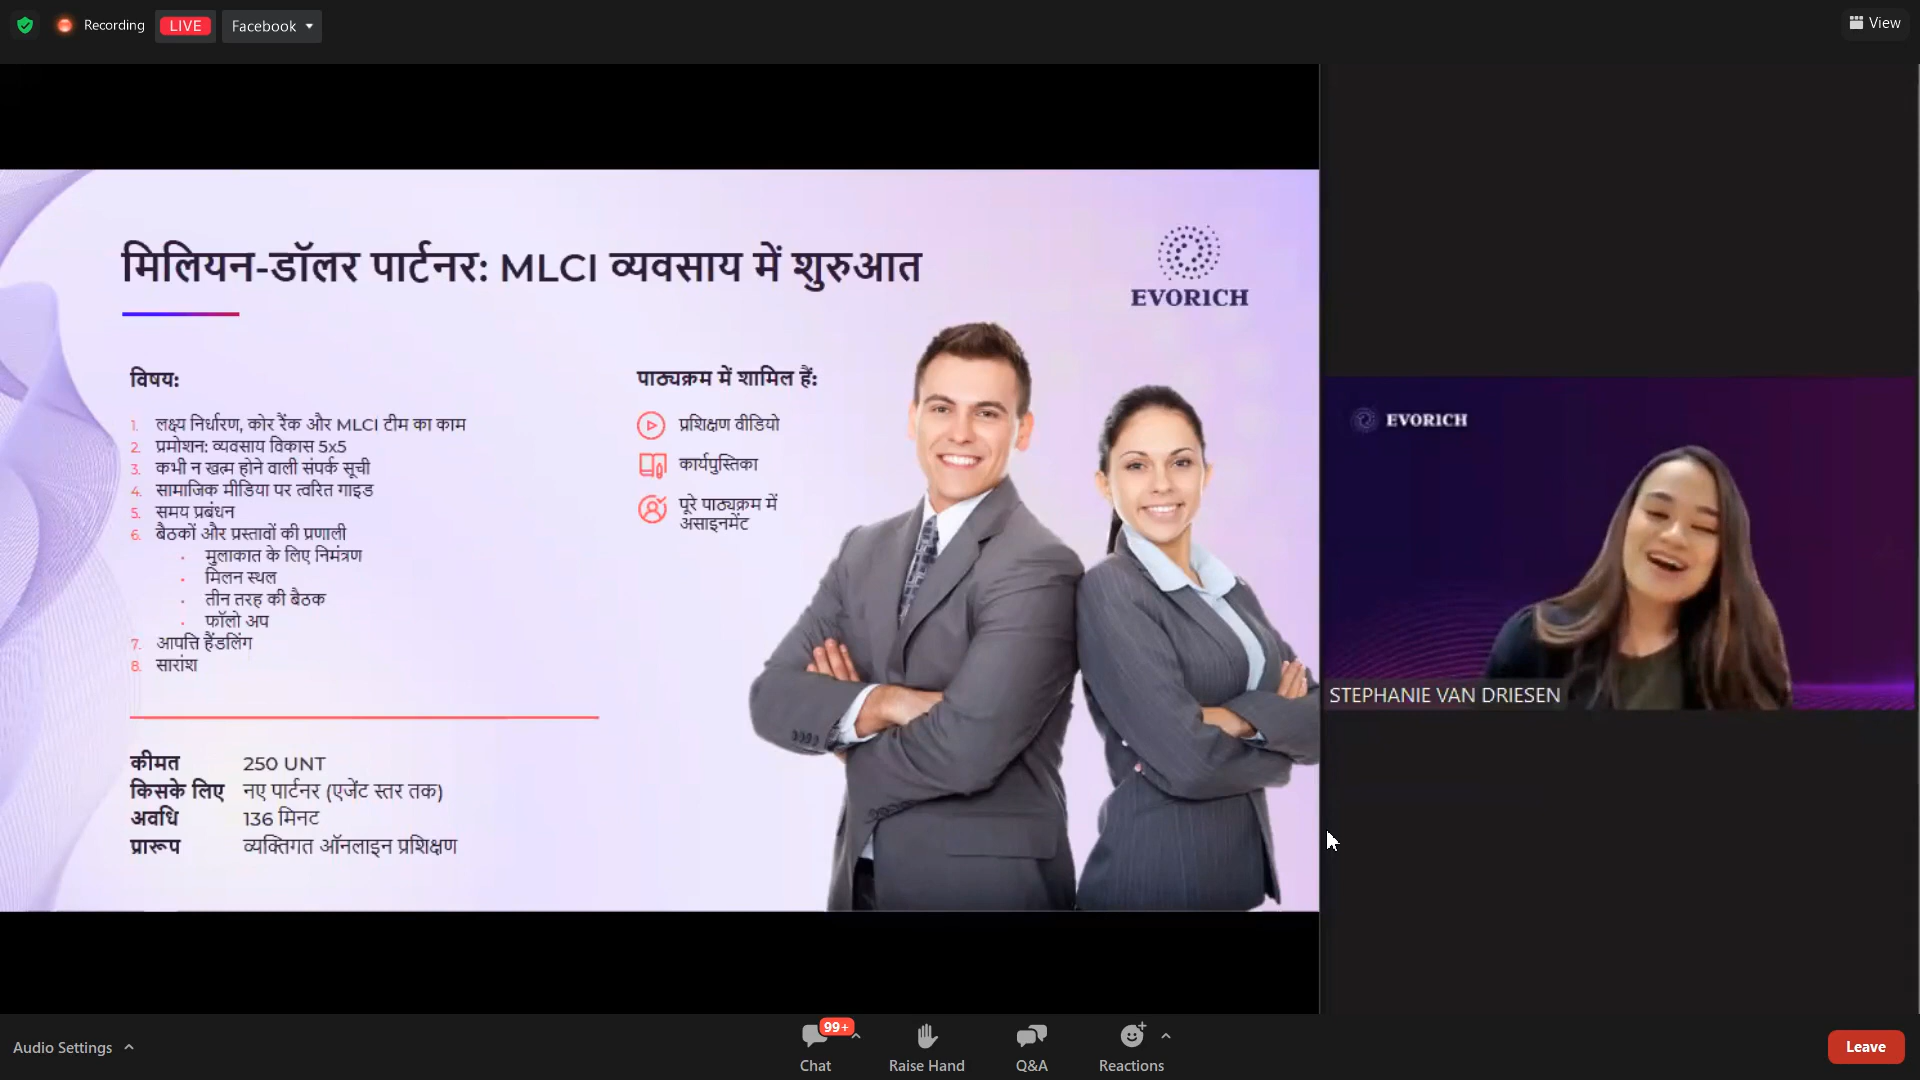 Recording
LIVE
Facebook
View
मिलियन-डॉलर पार्टनर: MLCI व्यवसाय में शुरुआत
EVORICH
विषय:
1. लक्ष्य निर्धारण, कोर रैंक और MLCI टीम का काम
2. प्रमोशन: व्यवसाय विकास 5x5
3. कभी न खत्म होने वाली संपर्क सूची
4. सामाजिक मीडिया पर त्वरित गाइड
5. समय प्रबंधन
6. बैठकों और प्रस्तावों की प्रणाली
· मुलाकात के लिए निमंत्रण
· मिलन स्थल
· तीन तरह की बैठक
· फॉलो अप
7. आपत्ति हैंडलिंग
8. सारांश
पाठ्यक्रम में शामिल हैं:
प्रशिक्षण वीडियो
कार्यपुस्तिका
पूरे पाठ्यक्रम में
असाइनमेंट
कीमत 250 UNT
किसके लिए नए पार्टनर (एजेंट स्तर तक)
अवधि 136 मिनट
प्रारूप व्यक्तिगत ऑनलाइन प्रशिक्षण
EVORICH
STEPHANIE VAN DRIESEN
Audio Settings
99+
Chat
Raise Hand
Q&A
Reactions
Leave